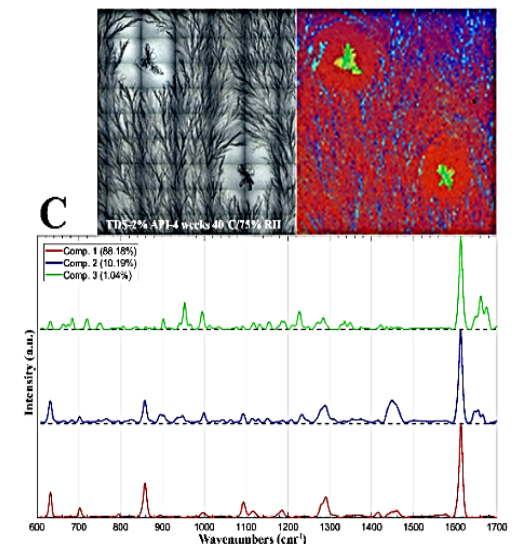 C
TDS-2% API-4 weeks 40°C/75% RH
Comp. 1 (88.18%)
Comp. 2 (10.19%)
Comp. 3 (1.04%)
Intensity (a.u.)
600 700 800 900 1000 1100 1200 1300 1400 1500 1600 1700
Wavenumbers (cm⁻¹)